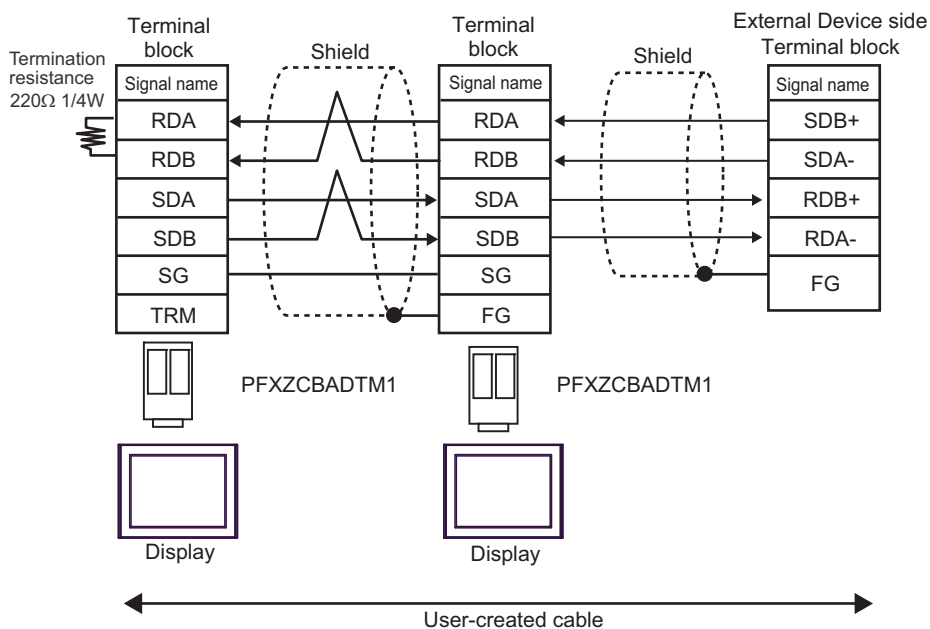 Termination
resistance
220Ω 1/4W
Terminal
block
Signal name
RDA
RDB
SDA
SDB
SG
TRM
Shield
Terminal
block
Signal name
RDA
RDB
SDA
SDB
SG
FG
Shield
External Device side
Terminal block
Signal name
SDB+
SDA-
RDB+
RDA-
FG
PFXZCBADTM1
PFXZCBADTM1
Display
Display
User-created cable